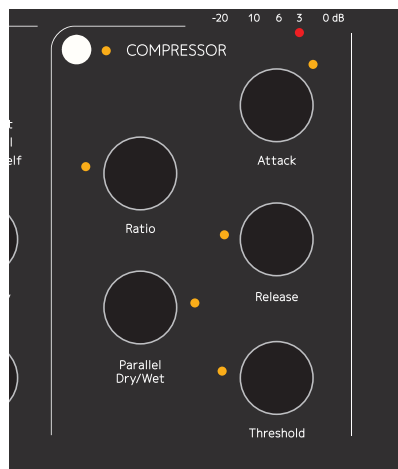 -20 10 6 3 0 dB
COMPRESSOR
Attack
Ratio
Release
Parallel
Dry/Wet
Threshold